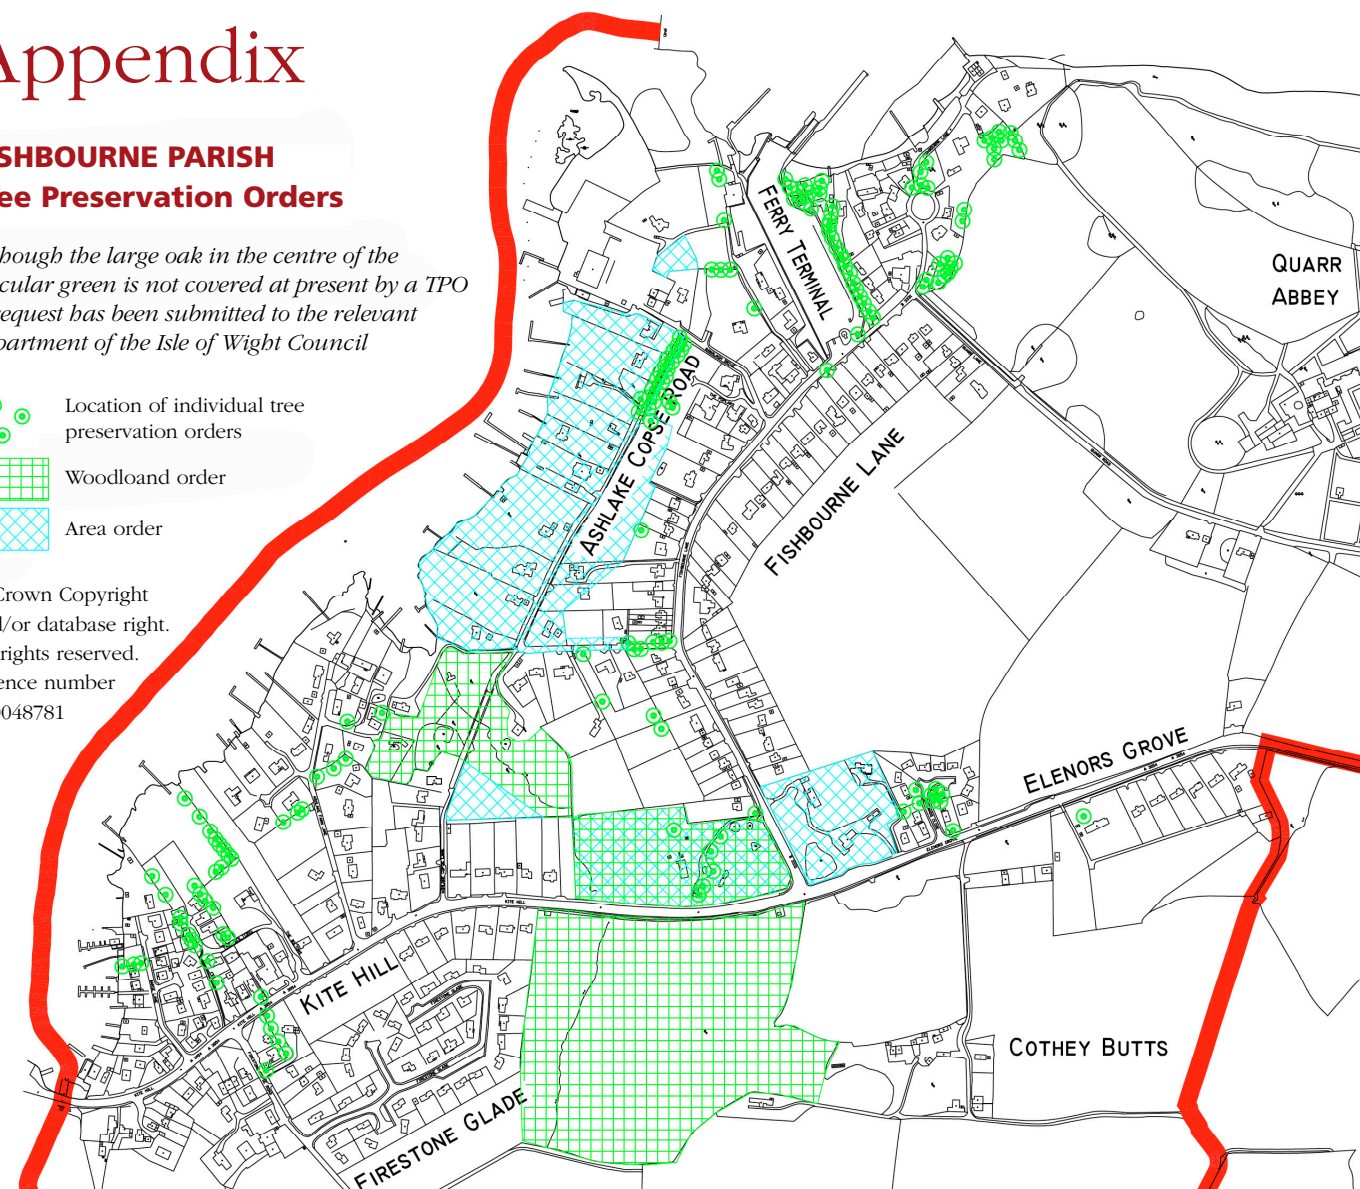 Appendix
SHBOURNE PARISH
ee Preservation Orders
hough the large oak in the centre of the
cular green is not covered at present by a TPO
equest has been submitted to the relevant
partment of the Isle of Wight Council
Location of individual tree
preservation orders
Woodloand order
Area order
Crown Copyright
d/or database right.
rights reserved.
ence number
0048781
FERRY TERMINAL
QUARR
ABBEY
ASHLAKE COPSE ROAD
FISHBOURNE LANE
ELENORS GROVE
KITE HILL
KITE HILL
COTHEY BUTTS
FIRESTONE GLADE